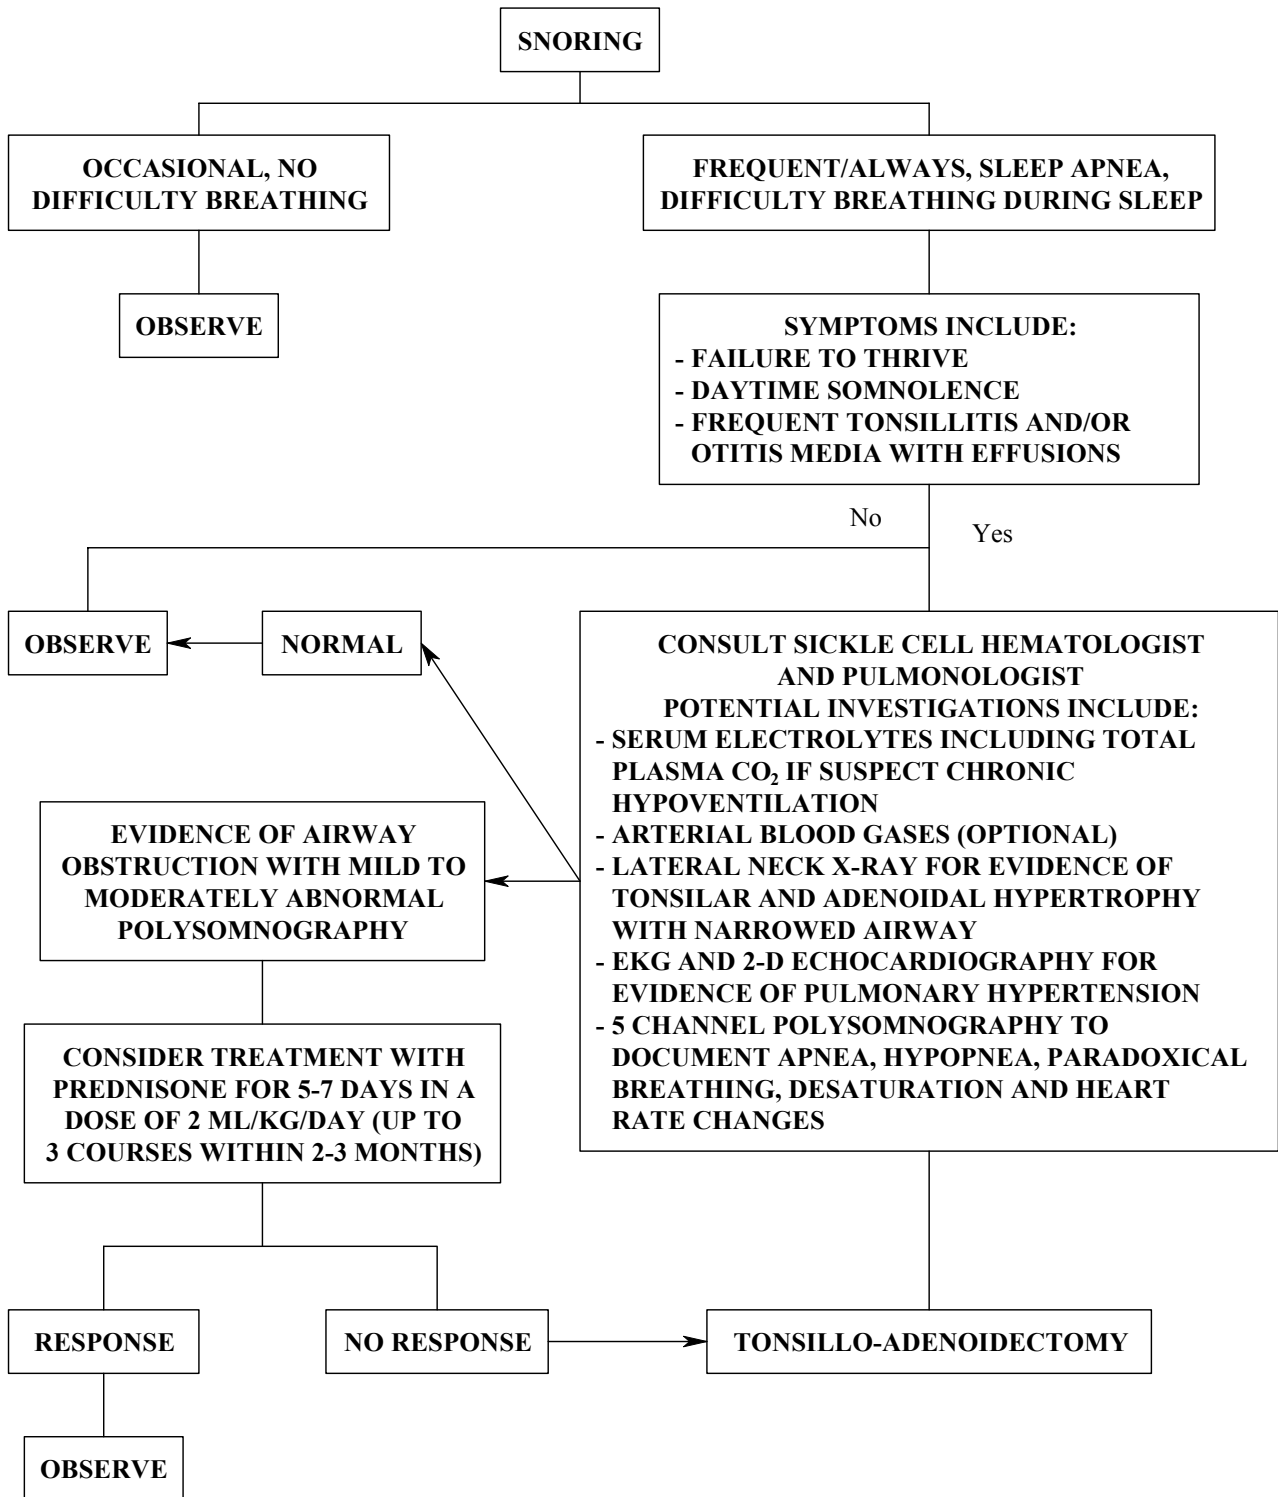 SNORING
OCCASIONAL, NO
DIFFICULTY BREATHING
FREQUENT/ALWAYS, SLEEP APNEA,
DIFFICULTY BREATHING DURING SLEEP
OBSERVE
SYMPTOMS INCLUDE:
- FAILURE TO THRIVE
- DAYTIME SOMNOLENCE
- FREQUENT TONSILLITIS AND/OR
OTITIS MEDIA WITH EFFUSIONS
No
Yes
OBSERVE
NORMAL
CONSULT SICKLE CELL HEMATOLOGIST
AND PULMONOLOGIST
POTENTIAL INVESTIGATIONS INCLUDE:
- SERUM ELECTROLYTES INCLUDING TOTAL
PLASMA CO₂ IF SUSPECT CHRONIC
HYPOVENTILATION
- ARTERIAL BLOOD GASES (OPTIONAL)
- LATERAL NECK X-RAY FOR EVIDENCE OF
TONSILAR AND ADENOIDAL HYPERTROPHY
WITH NARROWED AIRWAY
- EKG AND 2-D ECHOCARDIOGRAPHY FOR
EVIDENCE OF PULMONARY HYPERTENSION
- 5 CHANNEL POLYSOMNOGRAPHY TO
DOCUMENT APNEA, HYPOPNEA, PARADOXICAL
BREATHING, DESATURATION AND HEART
RATE CHANGES
EVIDENCE OF AIRWAY
OBSTRUCTION WITH MILD TO
MODERATELY ABNORMAL
POLYSOMNOGRAPHY
CONSIDER TREATMENT WITH
PREDNISONE FOR 5-7 DAYS IN A
DOSE OF 2 ML/KG/DAY (UP TO
3 COURSES WITHIN 2-3 MONTHS)
RESPONSE
NO RESPONSE
TONSILLO-ADENOIDECTOMY
OBSERVE